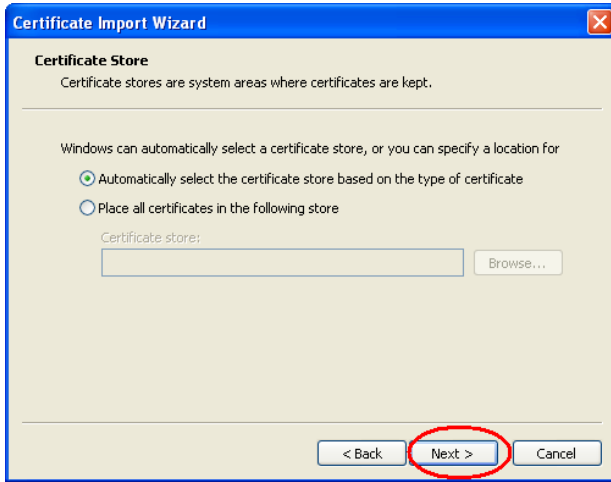 Certificate Import Wizard
Certificate Store
Certificate stores are system areas where certificates are kept.
Windows can automatically select a certificate store, or you can specify a location for
Automatically select the certificate store based on the type of certificate
Place all certificates in the following store
Certificate store:
Browse...
< Back Next > Cancel